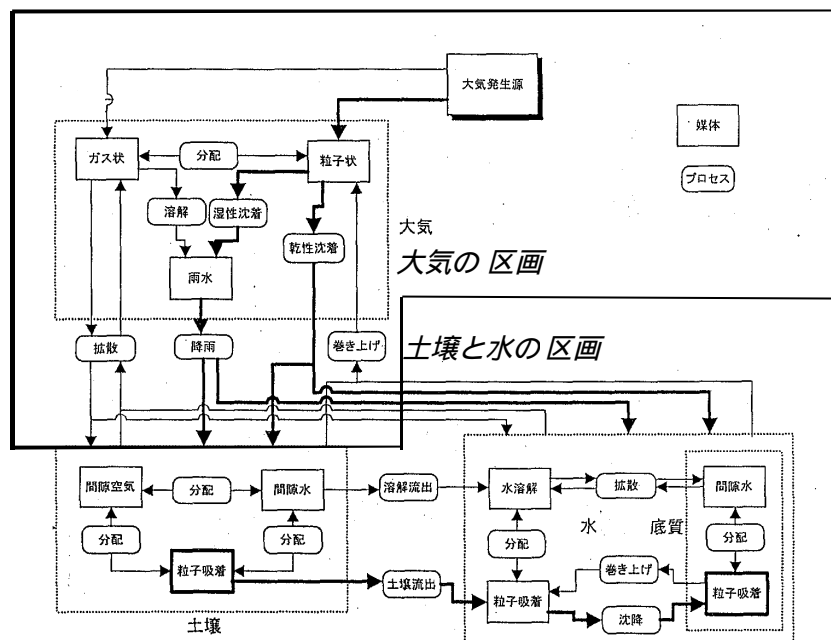 大気発生源
媒体
プロセス
ガス状
分配
粒子状
溶解
湿性沈着
乾性沈着
大気
大気の 区画
雨水
拡散
降雨
巻き上げ
土壌と水の 区画
間隙空気
分配
間隙水
溶解流出
水溶解
拡散
間隙水
水
底質
分配
分配
分配
分配
粒子吸着
土壌流出
粒子吸着
巻き上げ
粒子吸着
沈降
土壌